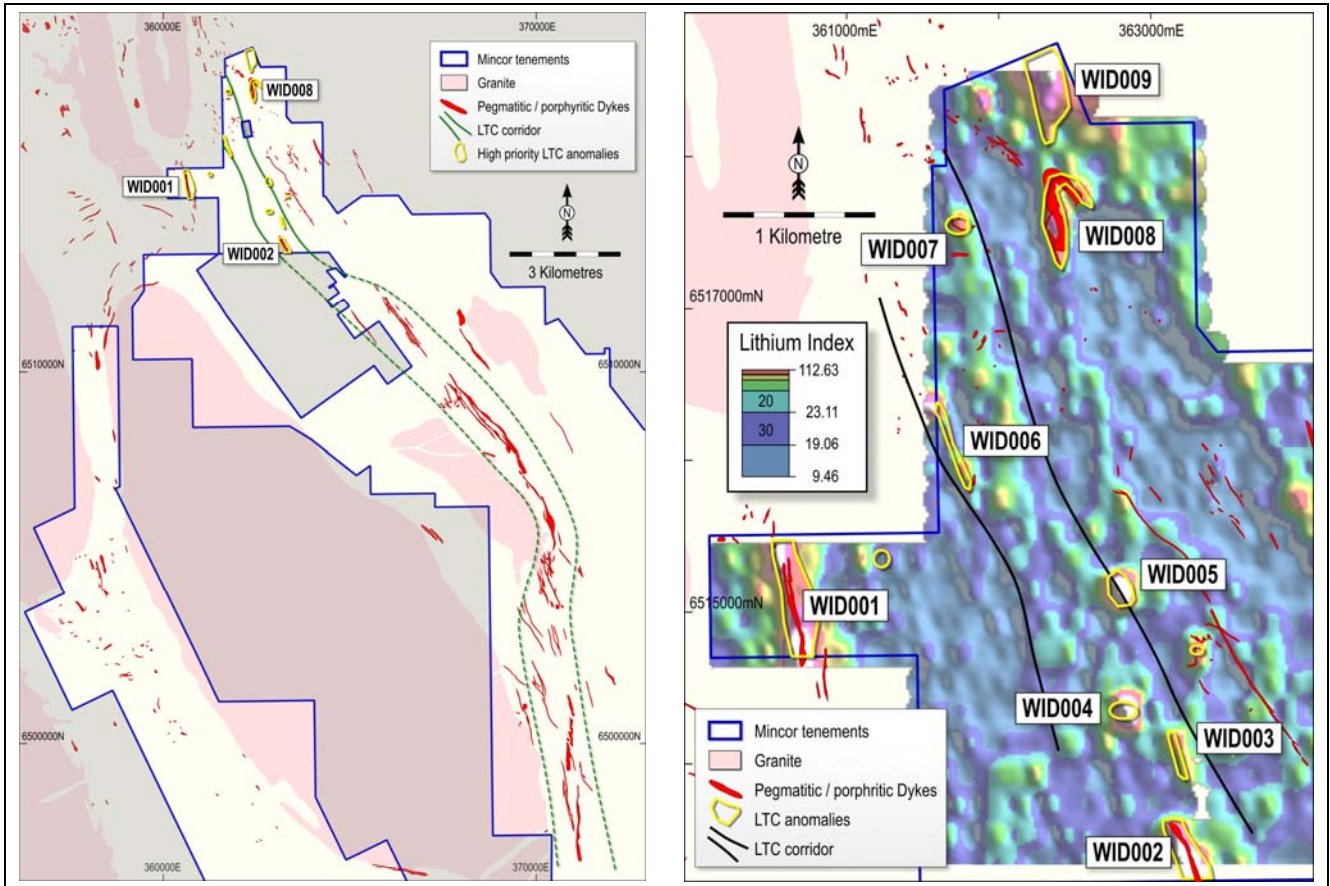 360000E
370000E
WID008
Mincor tenements
Granite
Pegmatitic / porphyritic Dykes
LTC corridor
High priority LTC anomalies
WID001
N
WID002
3 Kilometres
6510000N
6510000N
6500000N
6500000N
360000E
370000E
361000mE
363000mE
WID009
N
1 Kilometre
WID007
WID008
6517000mN
Lithium Index
112.63
20
23.11
30
19.06
9.46
WID006
WID005
6515000mN
WID001
WID004
WID003
Mincor tenements
Granite
Pegmatitic / porphritic Dykes
LTC anomalies
LTC corridor
WID002